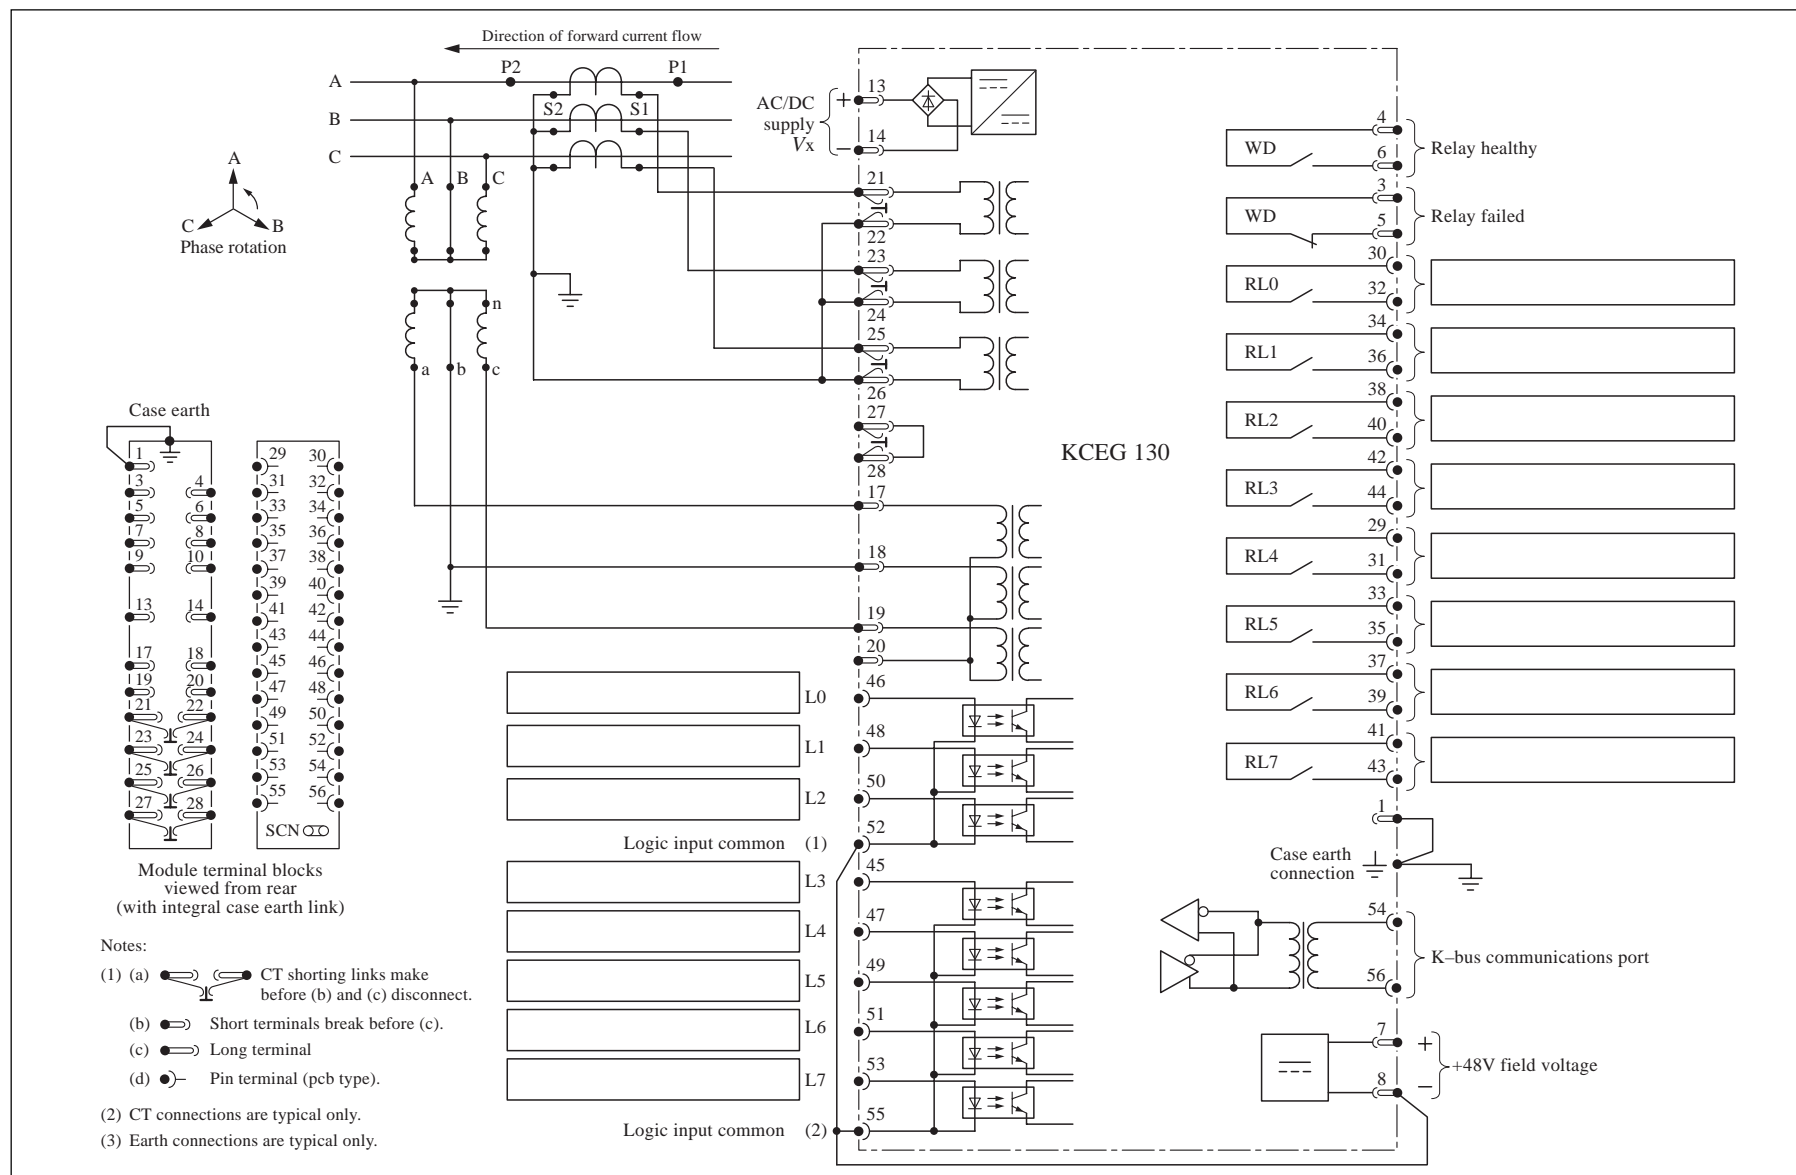 Direction of forward current flow
A
P2
P1
S2
S1
B
C
A
B
C
A
C
B
Phase rotation
n
a
b
c
AC/DC
supply
Vx
+
13
−
14
21
22
23
24
25
26
27
28
17
18
19
20
KCEG 130
WD
4
6
Relay healthy
WD
3
5
Relay failed
RL0
30
32
RL1
34
36
RL2
38
40
RL3
42
44
RL4
29
31
RL5
33
35
RL6
37
39
RL7
41
43
1
Case earth
connection
54
56
K–bus communications port
7
8
+
−
+48V field voltage
L0
46
L1
48
L2
50
Logic input common (1)
52
L3
45
L4
47
L5
49
L6
51
L7
53
Logic input common (2)
55
Case earth
1
3 4
5 6
7 8
9 10
13 14
17 18
19 20
21 22
23 24
25 26
27 28
29 30
31 32
33 34
35 36
37 38
39 40
41 42
43 44
45 46
47 48
49 50
51 52
53 54
55 56
SCN
Module terminal blocks
viewed from rear
(with integral case earth link)
Notes:
(1) (a) CT shorting links make
before (b) and (c) disconnect.
(b) Short terminals break before (c).
(c) Long terminal
(d) Pin terminal (pcb type).
(2) CT connections are typical only.
(3) Earth connections are typical only.